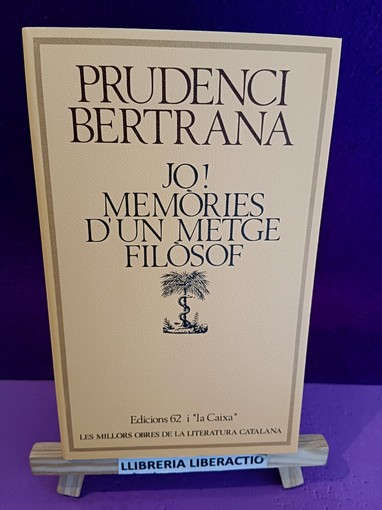 PRUDENCI
BERTRANA
JO!
MEMÒRIES
D'UN METGE
FILÒSOF
Edicions 62 i "la Caixa"
LES MILLORS OBRES DE LA LITERATURA CATALANA
LLIBRERIA LIBERACTIO